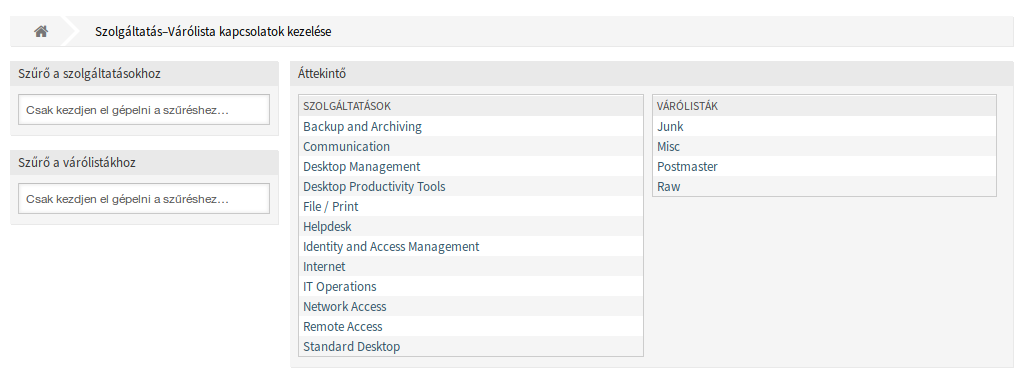 Szolgáltatás–Várólista kapcsolatok kezelése
Szűrő a szolgáltatásokhoz
Csak kezdjen el gépelni a szűréshez...
Szűrő a várólistákhoz
Csak kezdjen el gépelni a szűréshez...
Áttekintő
SZOLGÁLTATÁSOK
Backup and Archiving
Communication
Desktop Management
Desktop Productivity Tools
File / Print
Helpdesk
Identity and Access Management
Internet
IT Operations
Network Access
Remote Access
Standard Desktop
VÁRÓLISTÁK
Junk
Misc
Postmaster
Raw